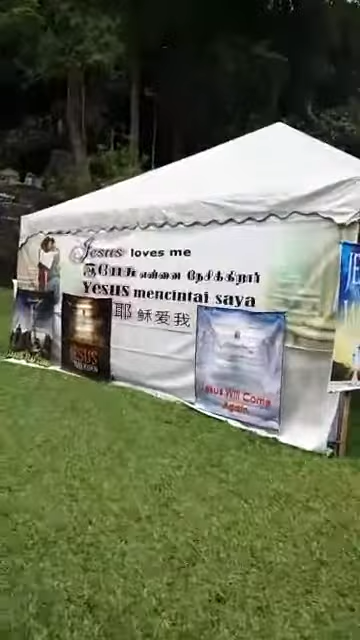 Jesus loves me
இயேசு என்னை நேசிக்கிறார்
Yesus mencintai saya
耶 稣 爱 我
JESUS
Jesus Will Come
Again